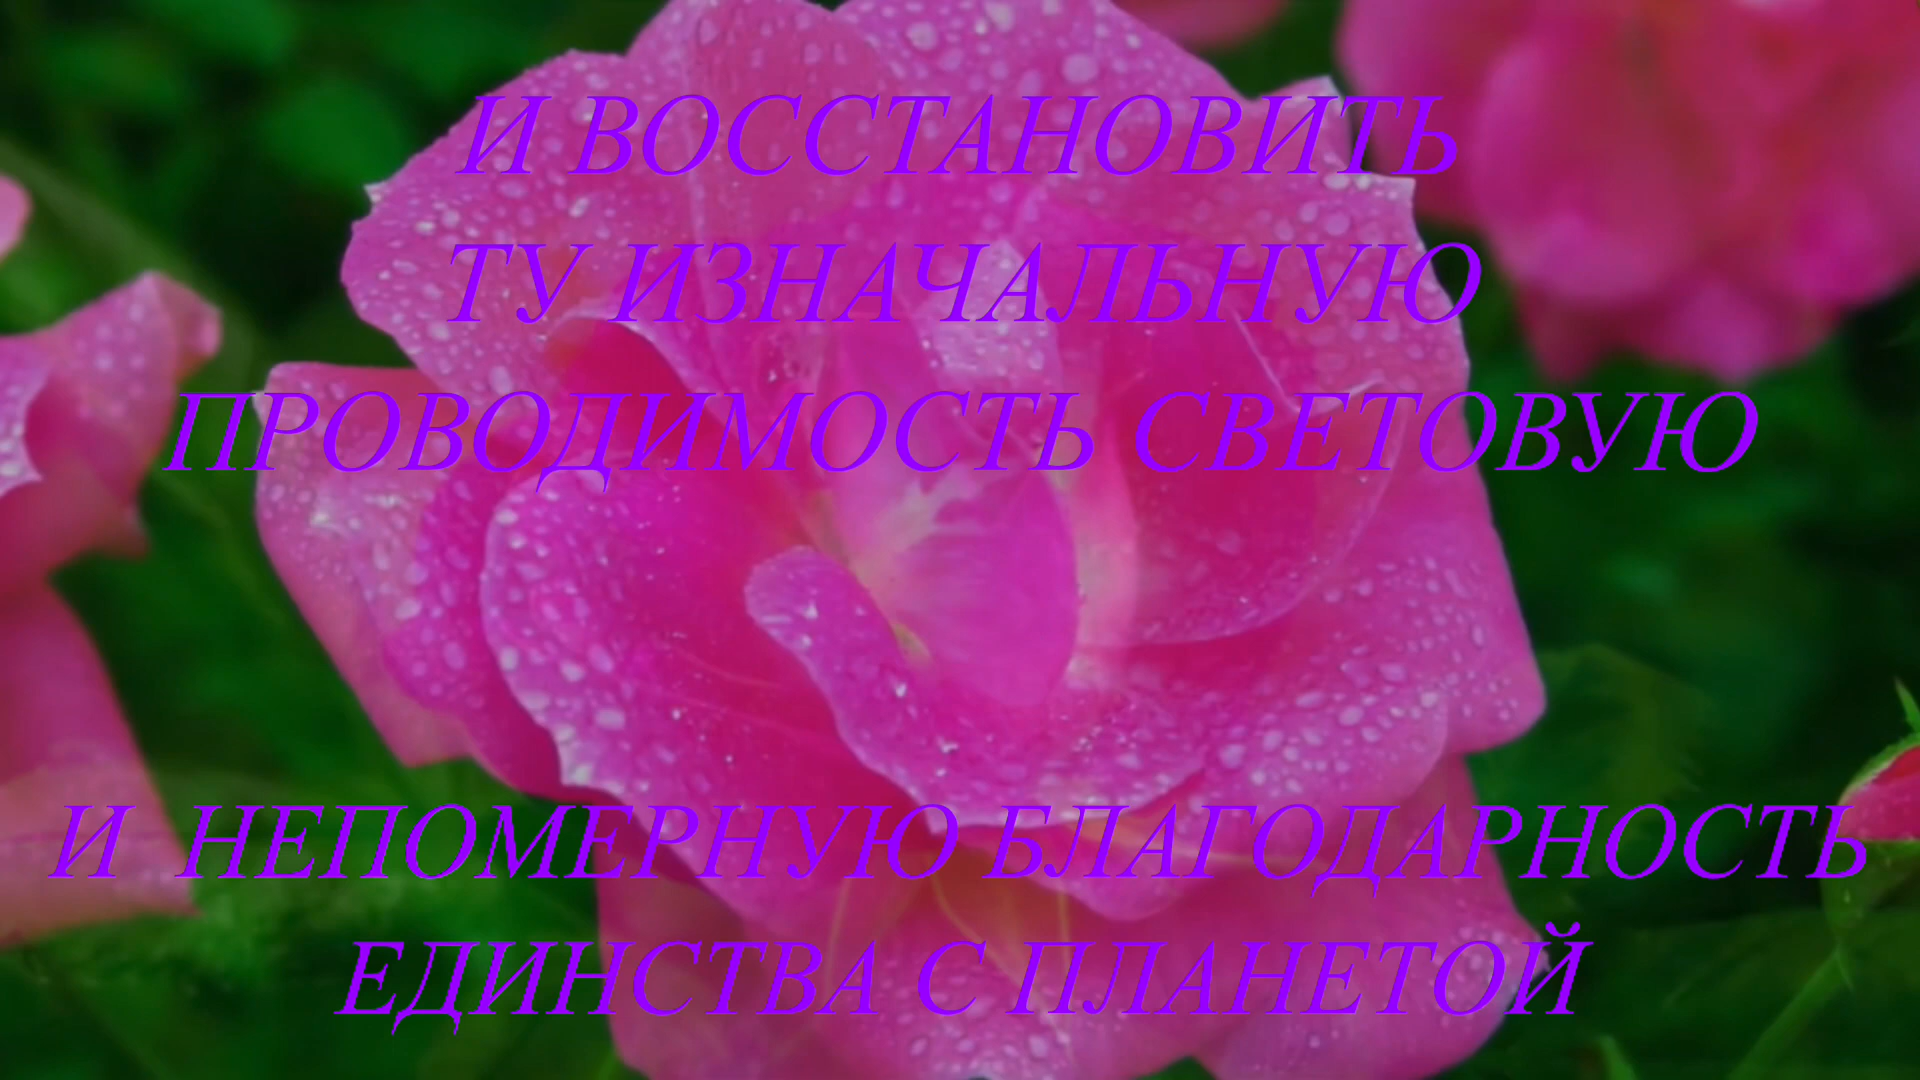 И ВОССТАНОВИТЬ
ТУ ИЗНАЧАЛЬНУЮ
ПРОВОДИМОСТЬ СВЕТОВУЮ
И НЕПОМЕРНУЮ БЛАГОДАРНОСТЬ
ЕДИНСТВА С ПЛАНЕТОЙ